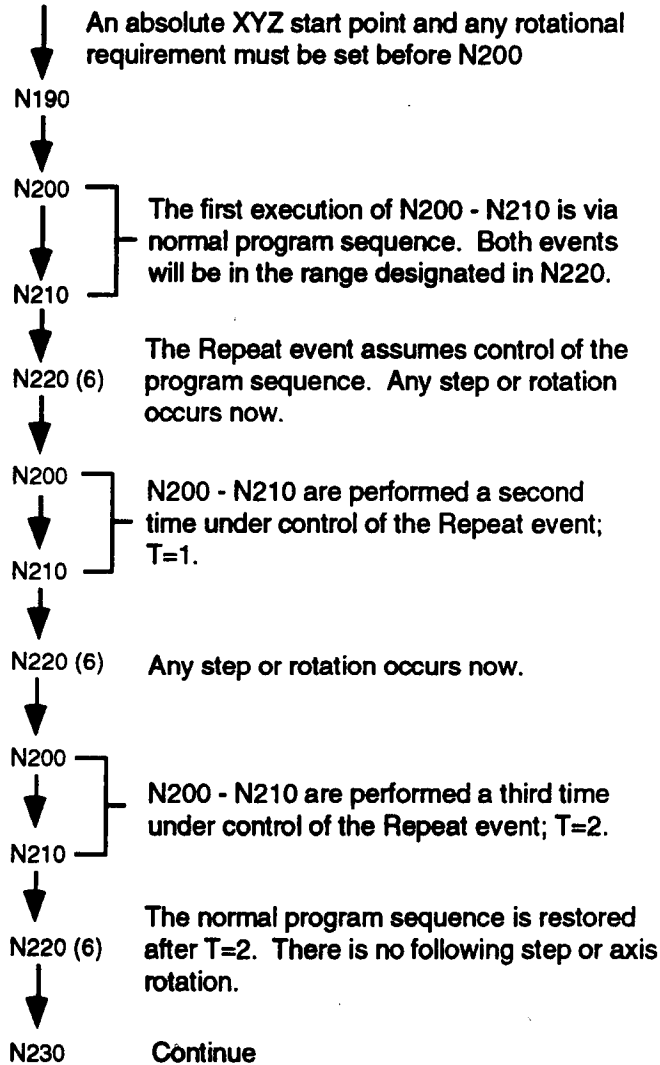 An absolute XYZ start point and any rotational
requirement must be set before N200
N190
N200
The first execution of N200 - N210 is via
normal program sequence. Both events
will be in the range designated in N220.
N210
The Repeat event assumes control of the
N220 (6) program sequence. Any step or rotation
occurs now.
N200
N200 - N210 are performed a second
time under control of the Repeat event;
T=1.
N210
N220 (6) Any step or rotation occurs now.
N200
N200 - N210 are performed a third time
under control of the Repeat event; T=2.
N210
The normal program sequence is restored
N220 (6) after T=2. There is no following step or axis
rotation.
N230 Continue